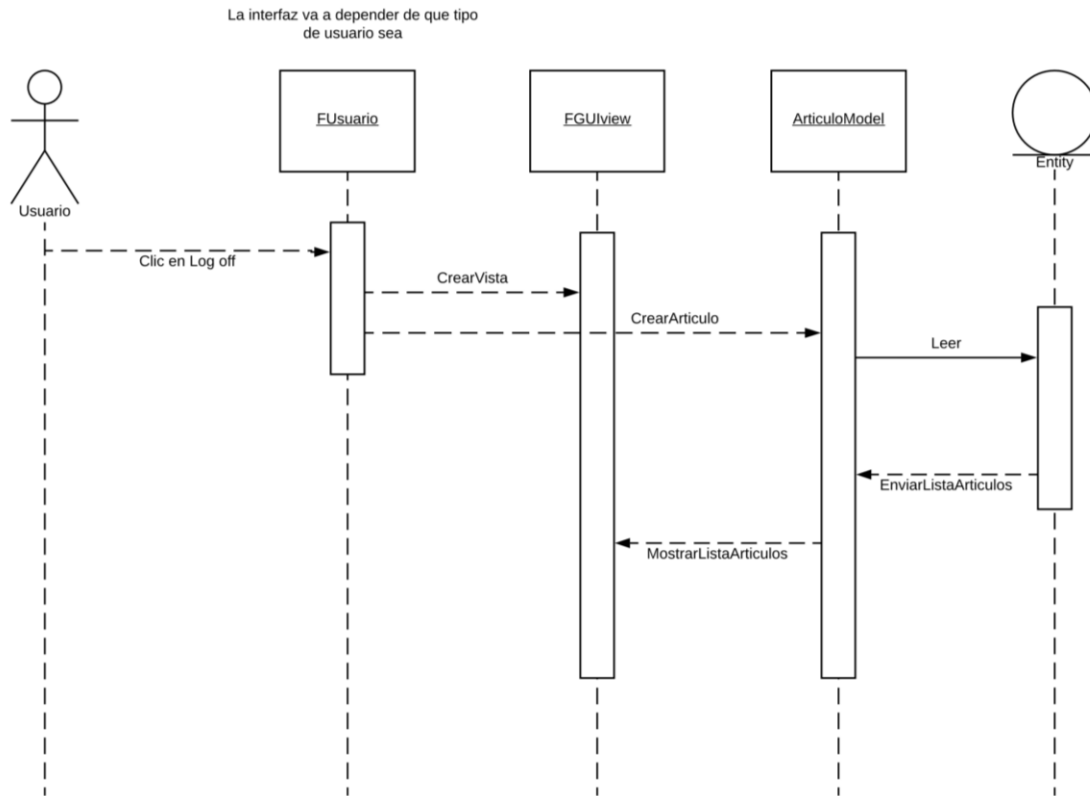 La interfaz va a depender de que tipo
de usuario sea
FUsuario
FGUIview
ArticuloModel
Entity
Usuario
Clic en Log off
CrearVista
CrearArticulo
Leer
EnviarListaArticulos
MostrarListaArticulos